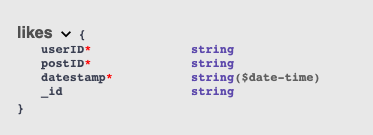 likes {
userID* string
postID* string
datestamp* string($date-time)
_id string
}